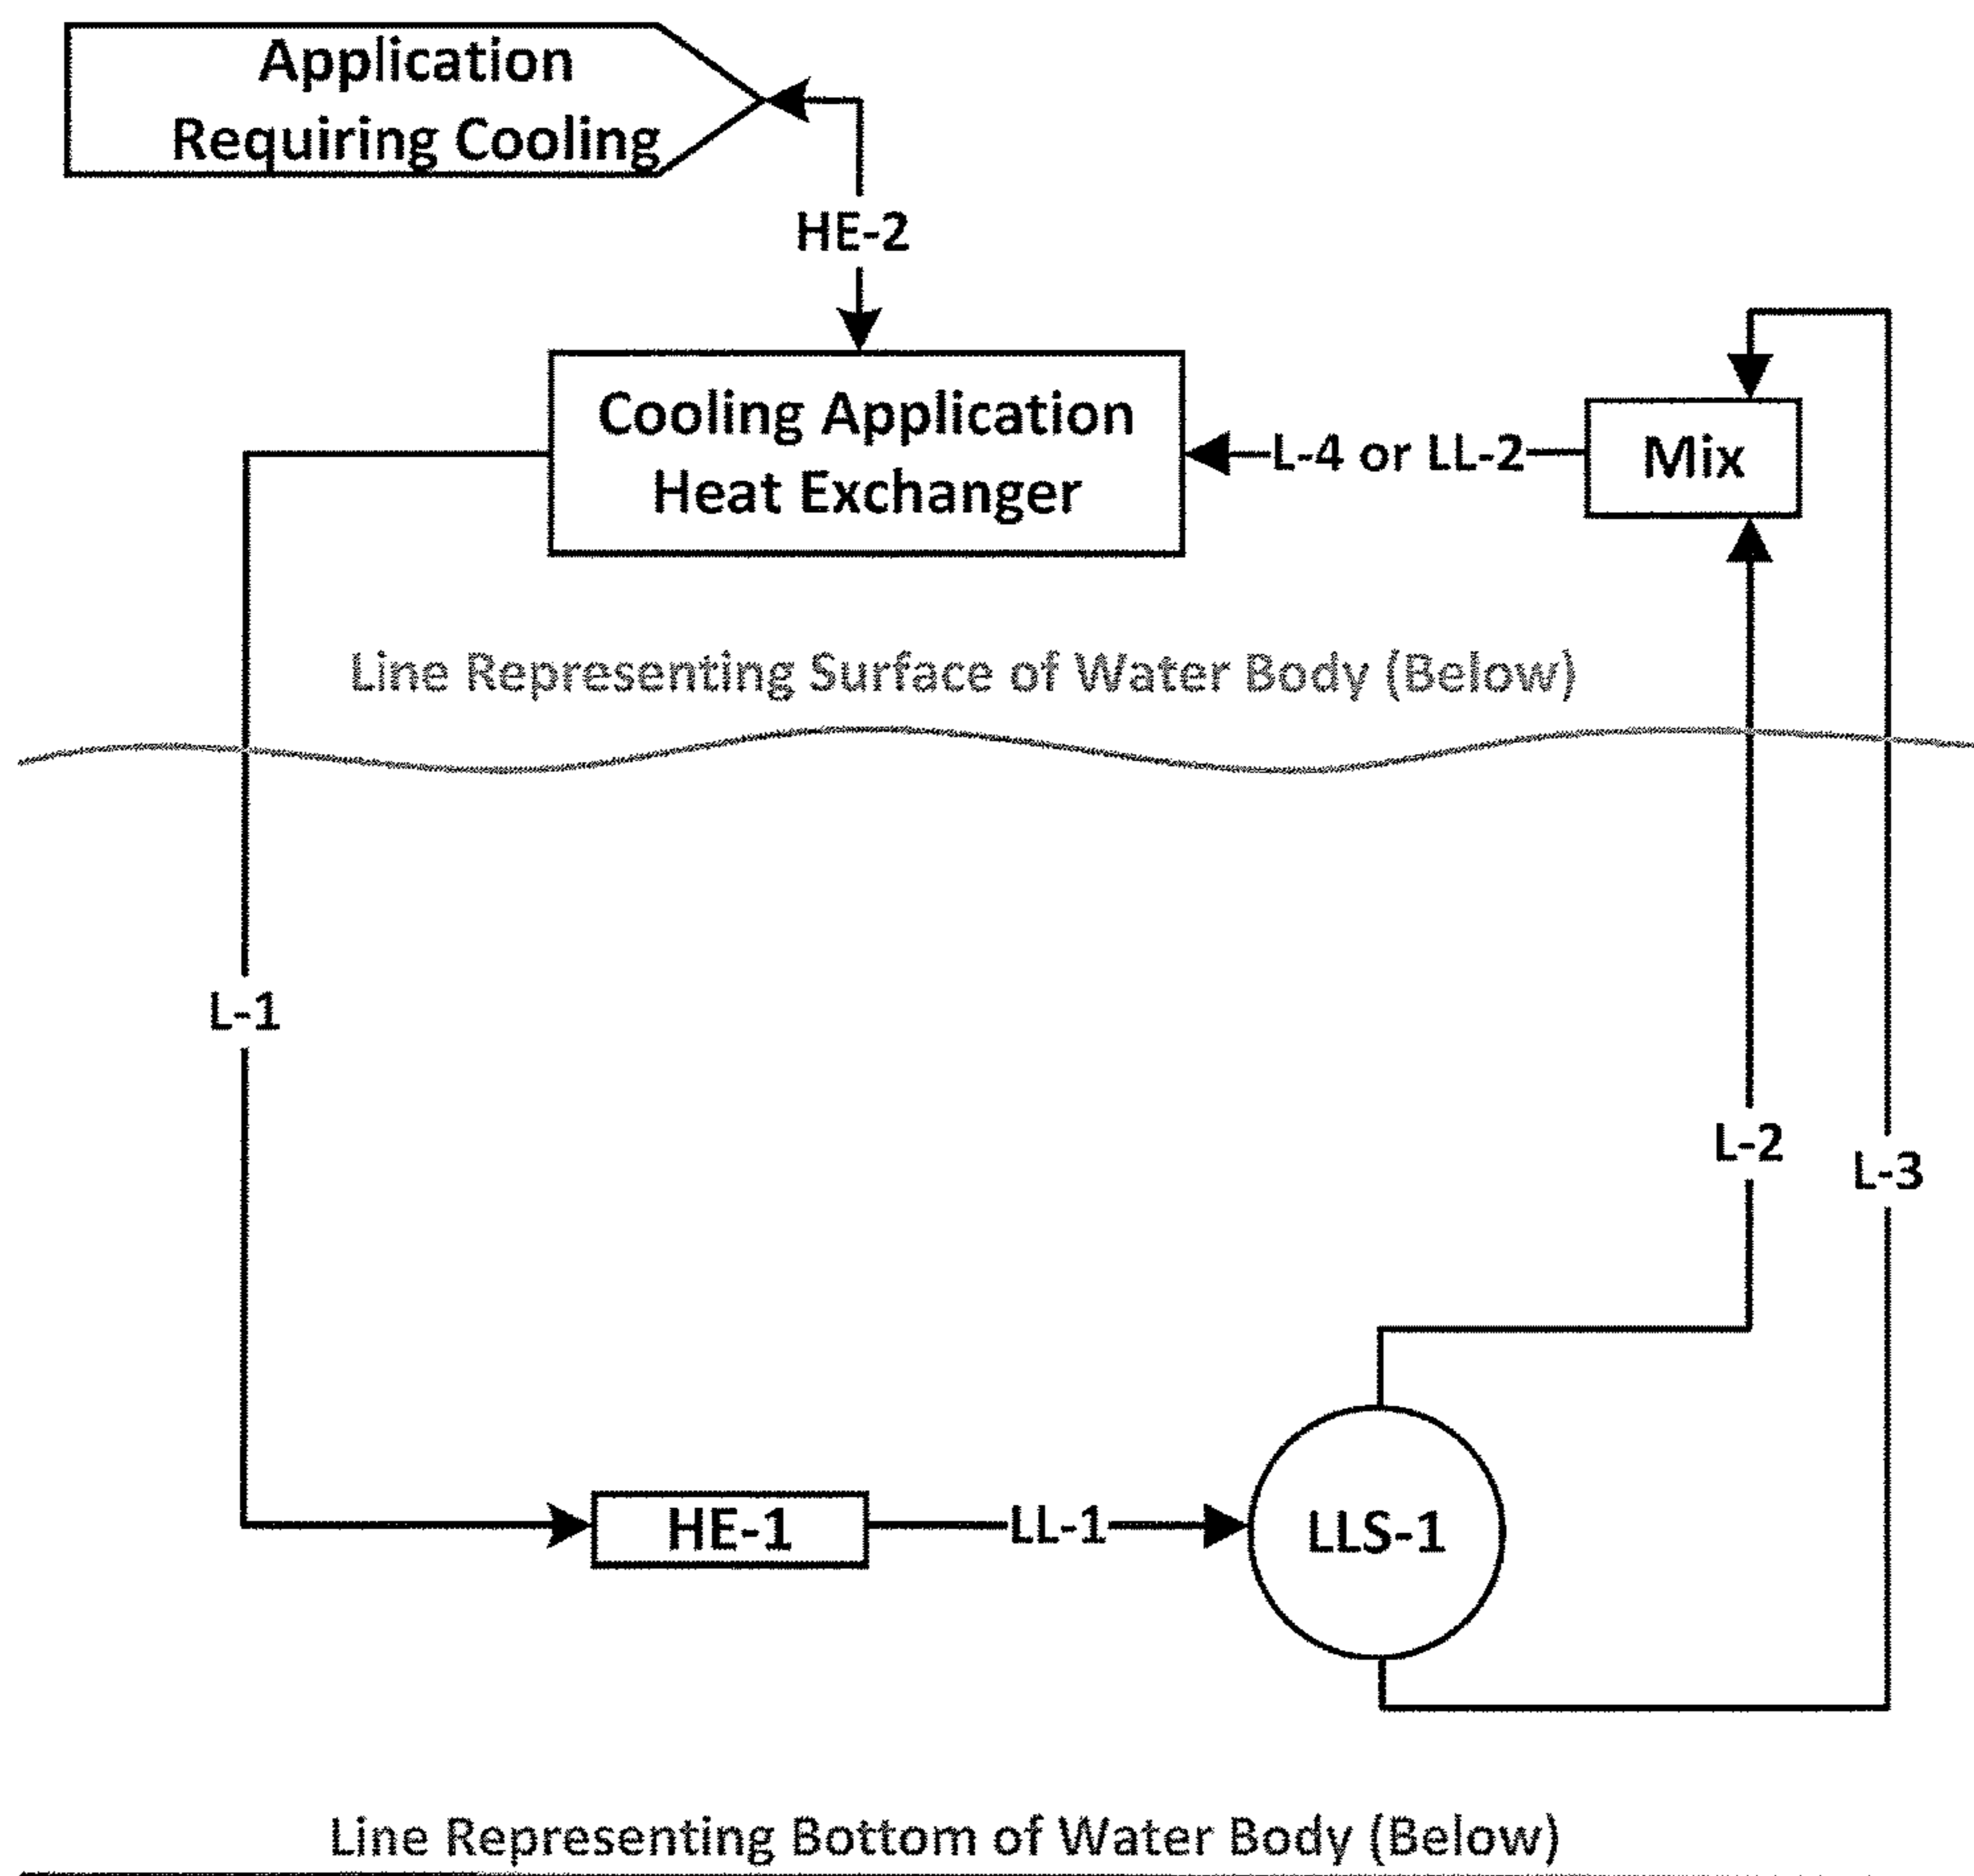 Application
Requiring Cooling
HE-2
Cooling Application
Heat Exchanger
L-4 or LL-2
Mix
Line Representing Surface of Water Body (Below)
L-1
L-2
L-3
HE-1
LL-1
LLS-1
Line Representing Bottom of Water Body (Below)